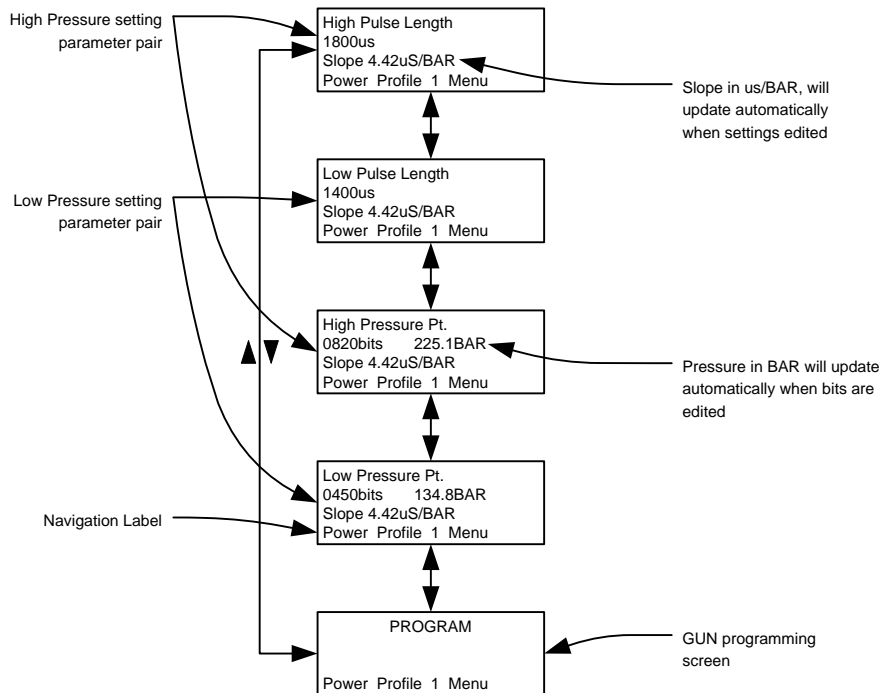 High Pressure setting
parameter pair
High Pulse Length
1800us
Slope 4.42uS/BAR
Power Profile 1 Menu
Slope in us/BAR, will
update automatically
when settings edited
Low Pressure setting
parameter pair
Low Pulse Length
1400us
Slope 4.42uS/BAR
Power Profile 1 Menu
High Pressure Pt.
0820bits 225.1BAR
Slope 4.42uS/BAR
Power Profile 1 Menu
Pressure in BAR will update
automatically when bits are
edited
Low Pressure Pt.
0450bits 134.8BAR
Slope 4.42uS/BAR
Power Profile 1 Menu
Navigation Label
PROGRAM
Power Profile 1 Menu
GUN programming
screen